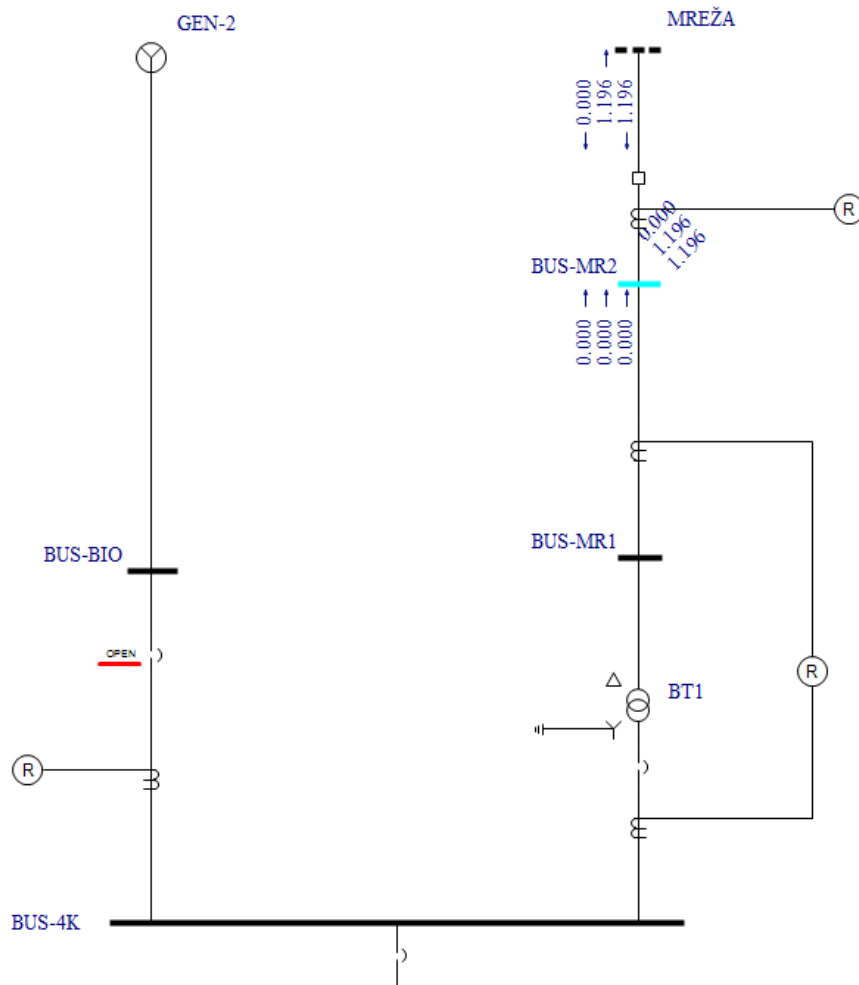 GEN-2
MREŽA
0.000
1.196
1.196
R
0.000
1.196
1.196
BUS-MR2
0.000
0.000
0.000
BUS-BIO
BUS-MR1
OPEN
R
BT1
R
BUS-4K